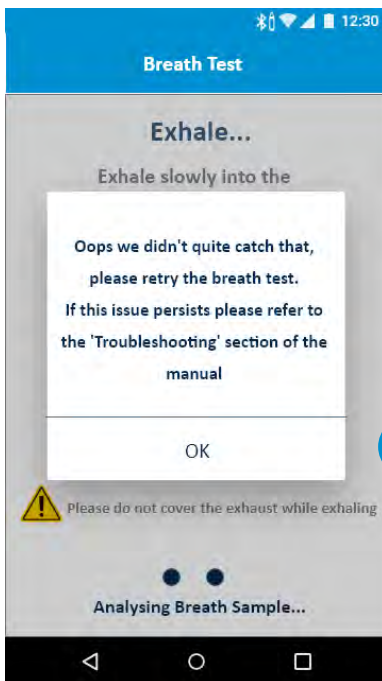 12:30
Breath Test
Exhale...
Exhale slowly into the
Oops we didn't quite catch that,
please retry the breath test.
If this issue persists please refer to
the 'Troubleshooting' section of the
manual
OK
Please do not cover the exhaust while exhaling
Analysing Breath Sample...